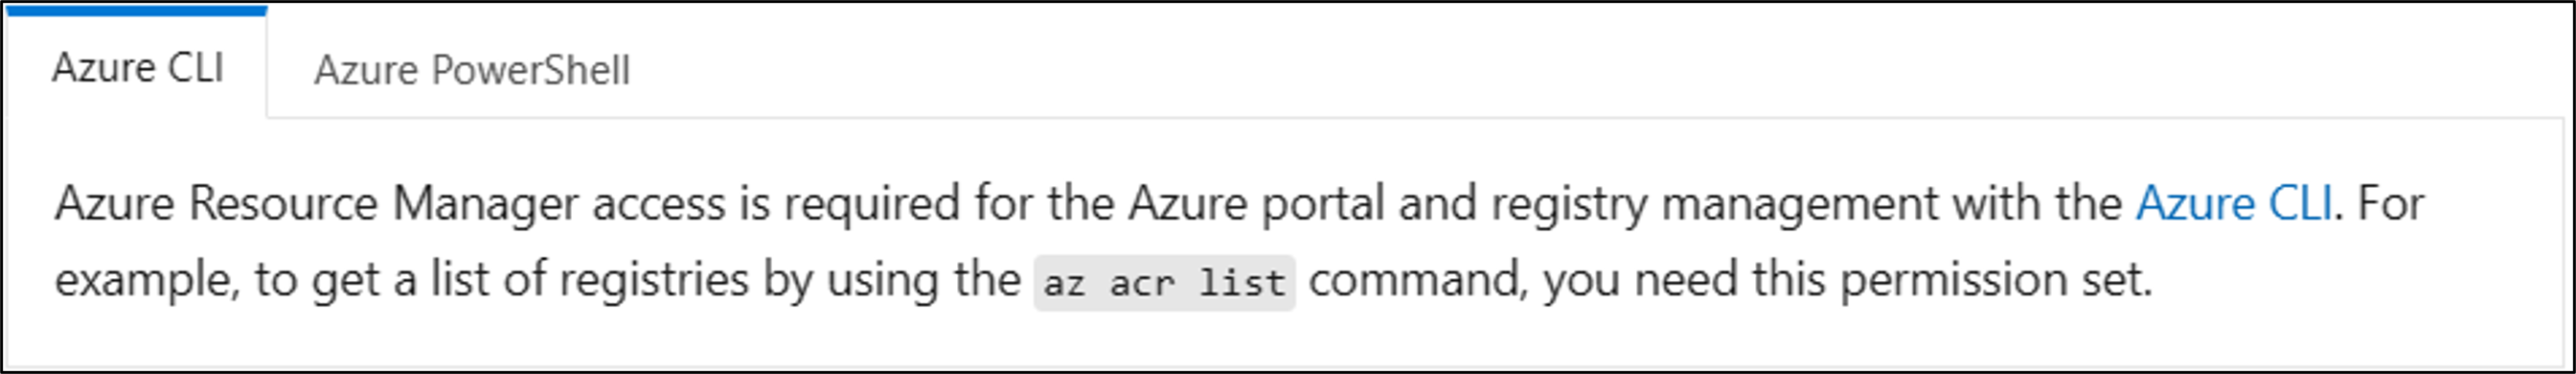 Azure CLI
Azure PowerShell
Azure Resource Manager access is required for the Azure portal and registry management with the Azure CLI. For
example, to get a list of registries by using the az acr list command, you need this permission set.